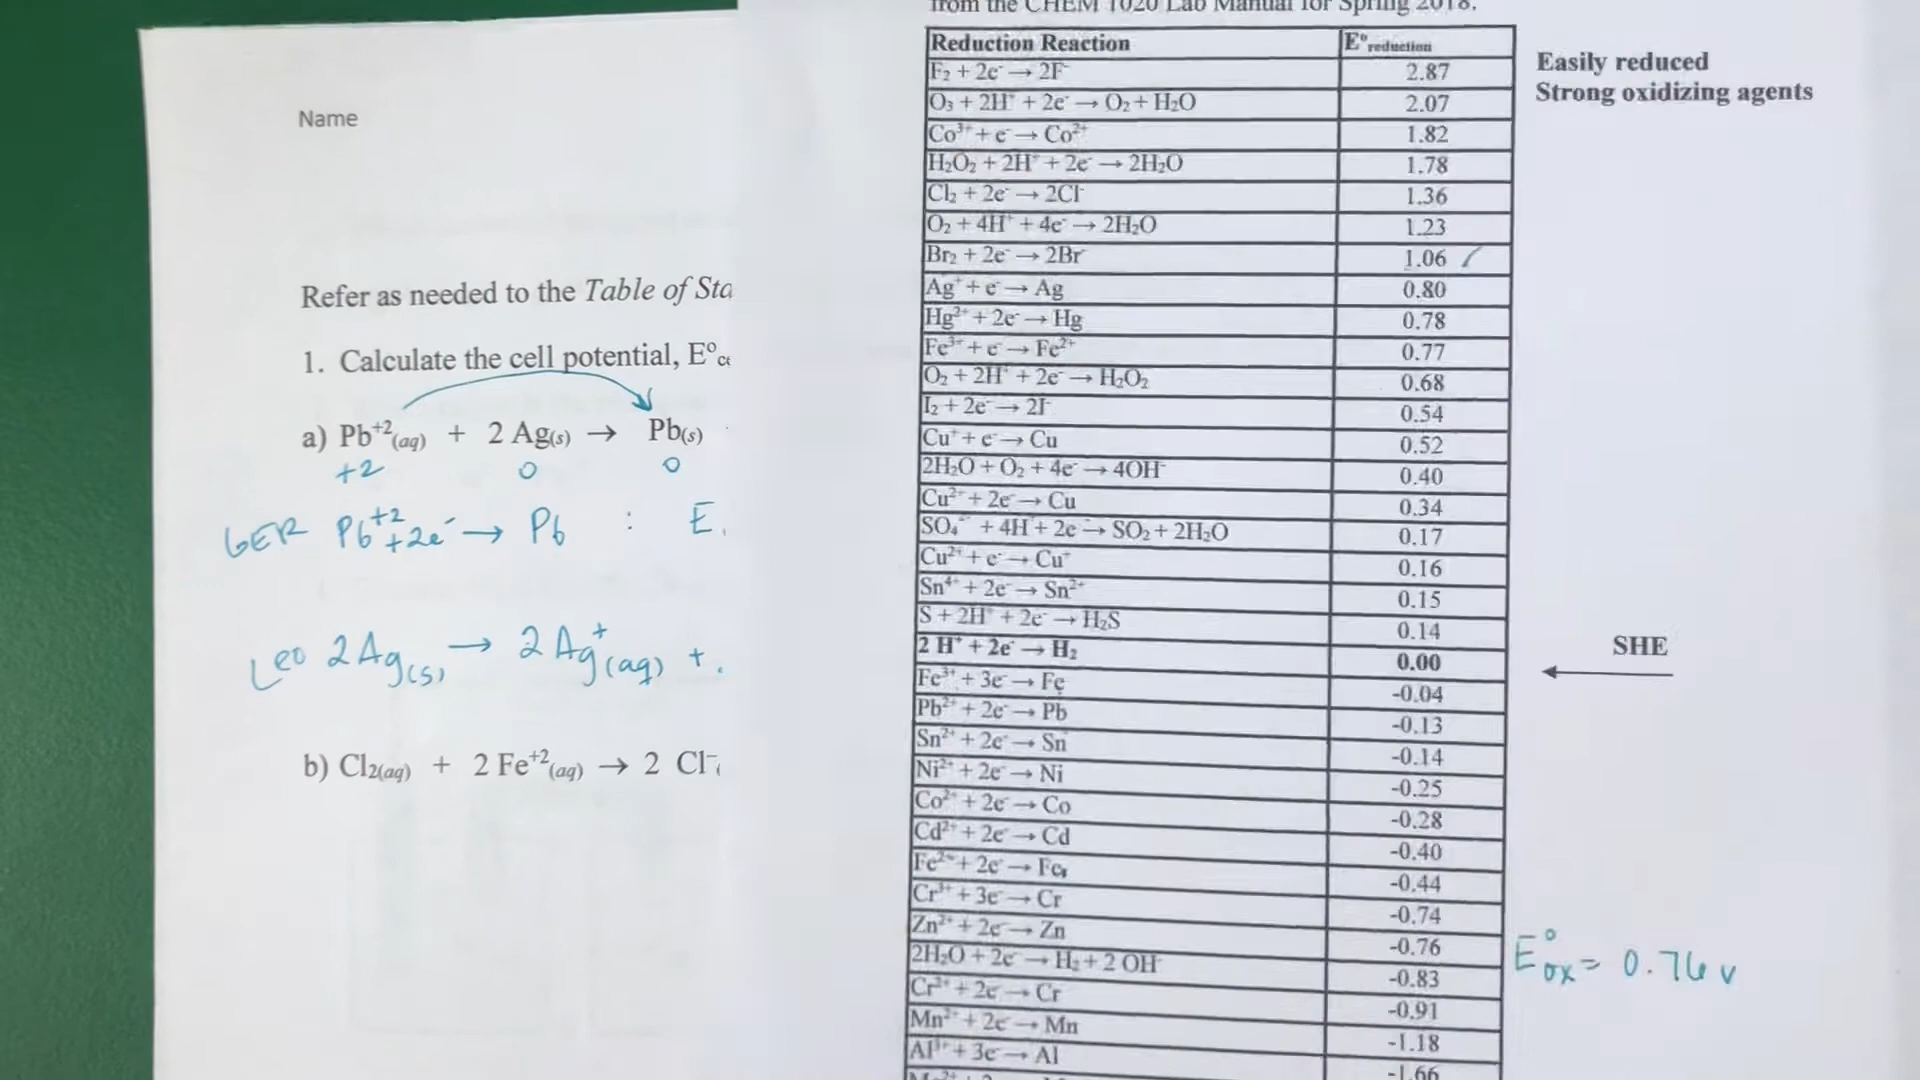 from the CHEM 1020 Lab Manual for Spring 2018.
Name
Refer as needed to the Table of Sta
1. Calculate the cell potential, E°ce
a) Pb⁺²(aq) + 2 Ag(s) → Pb(s)
+2 0 0
GER Pb⁺² + 2e⁻ → Pb : E.
Leo 2Ag(s) → 2Ag⁺(aq) + .
b) Cl₂(aq) + 2 Fe⁺²(aq) → 2 Cl⁻(
Reduction Reaction E°reduction
F₂ + 2e⁻ → 2F⁻ 2.87
O₃ + 2H⁺ + 2e⁻ → O₂ + H₂O 2.07
Co³⁺ + e⁻ → Co²⁺ 1.82
H₂O₂ + 2H⁺ + 2e⁻ → 2H₂O 1.78
Cl₂ + 2e⁻ → 2Cl⁻ 1.36
O₂ + 4H⁺ + 4e⁻ → 2H₂O 1.23
Br₂ + 2e⁻ → 2Br⁻ 1.06
Ag⁺ + e⁻ → Ag 0.80
Hg²⁺ + 2e⁻ → Hg 0.78
Fe³⁺ + e⁻ → Fe²⁺ 0.77
O₂ + 2H⁺ + 2e⁻ → H₂O₂ 0.68
I₂ + 2e⁻ → 2I⁻ 0.54
Cu⁺ + e⁻ → Cu 0.52
2H₂O + O₂ + 4e⁻ → 4OH⁻ 0.40
Cu²⁺ + 2e⁻ → Cu 0.34
SO₄²⁻ + 4H⁺ + 2e⁻ → SO₂ + 2H₂O 0.17
Cu²⁺ + e⁻ → Cu⁺ 0.16
Sn⁴⁺ + 2e⁻ → Sn²⁺ 0.15
S + 2H⁺ + 2e⁻ → H₂S 0.14
2 H⁺ + 2e⁻ → H₂ 0.00
Fe³⁺ + 3e⁻ → Fe -0.04
Pb²⁺ + 2e⁻ → Pb -0.13
Sn²⁺ + 2e⁻ → Sn -0.14
Ni²⁺ + 2e⁻ → Ni -0.25
Co²⁺ + 2e⁻ → Co -0.28
Cd²⁺ + 2e⁻ → Cd -0.40
Fe²⁺ + 2e⁻ → Fe -0.44
Cr³⁺ + 3e⁻ → Cr -0.74
Zn²⁺ + 2e⁻ → Zn -0.76
2H₂O + 2e⁻ → H₂ + 2 OH⁻ -0.83
Cr²⁺ + 2e⁻ → Cr -0.91
Mn²⁺ + 2e⁻ → Mn -1.18
Al³⁺ + 3e⁻ → Al -1.66
Easily reduced
Strong oxidizing agents
SHE
E°ox = 0.76 v